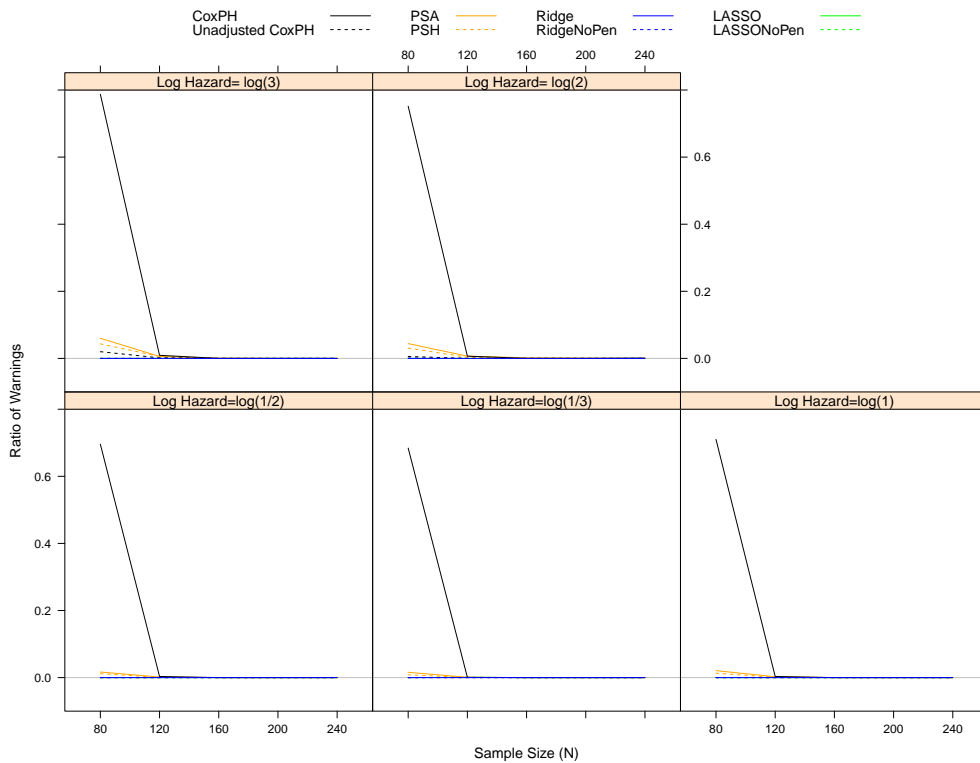 CoxPH PSA Ridge LASSO
Unadjusted CoxPH PSH RidgeNoPen LASSONoPen
80 120 160 200 240
Log Hazard= log(3) Log Hazard= log(2)
0.6
0.4
0.2
0.0
Log Hazard=log(1/2) Log Hazard=log(1/3) Log Hazard=log(1)
Ratio of Warnings
0.6
0.4
0.2
0.0
80 120 160 200 240 80 120 160 200 240
Sample Size (N)